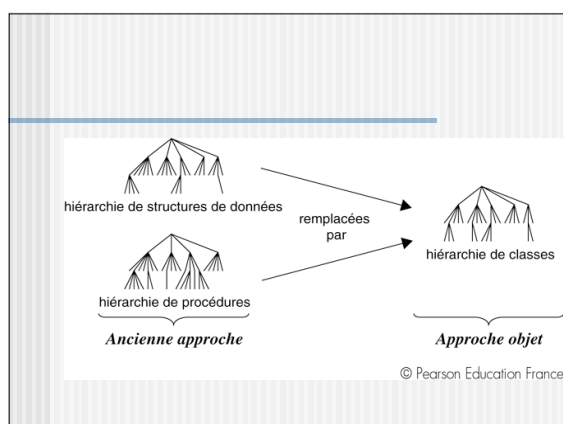 hiérarchie de structures de données
remplacées
par
hiérarchie de classes
hiérarchie de procédures
Ancienne approche
Approche objet
© Pearson Education France